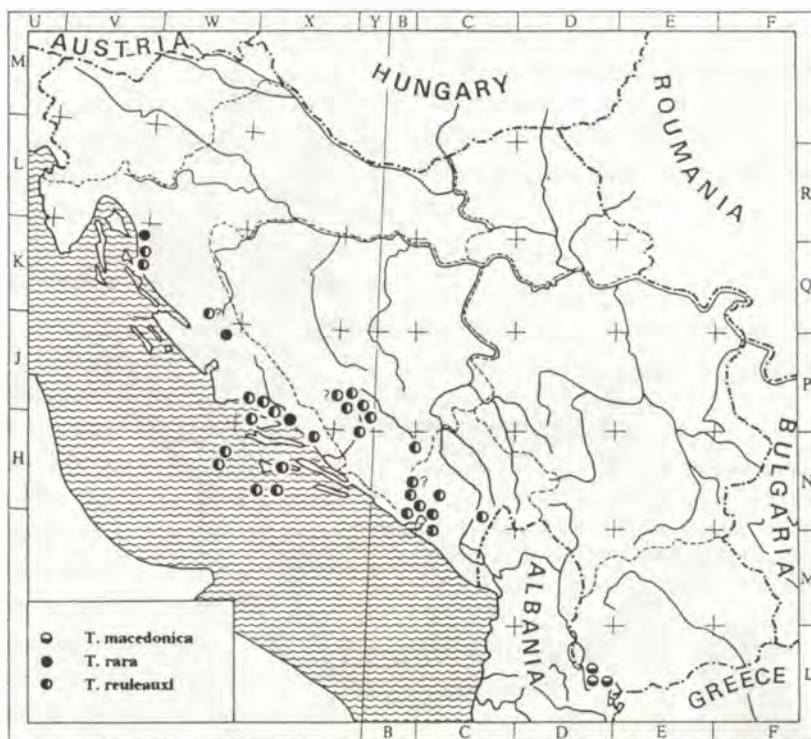 U V W X Y B C D E F
AUSTRIA
M
HUNGARY
ROUMANIA
L
R
K
Q
?
J
P
?
BULGARIA
H
N
?
M
ALBANIA
T. macedonica
T. rara
T. reuleauxi
GREECE
L
B C D E F